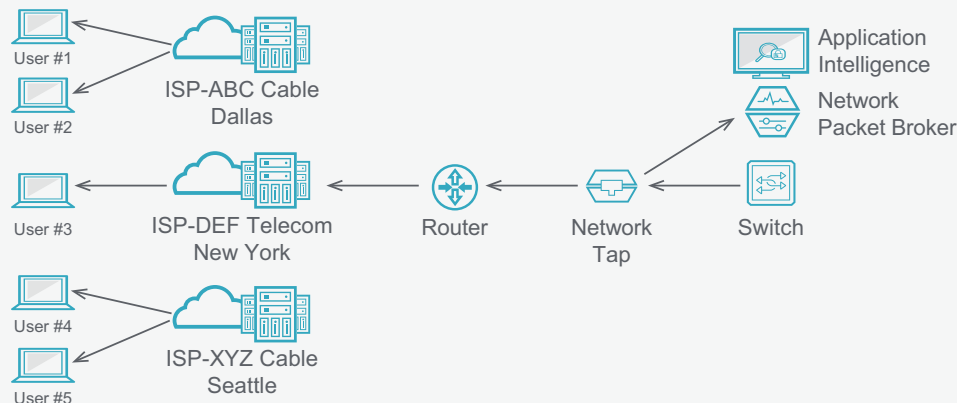 User #1
User #2
ISP-ABC Cable
Dallas
Application
Intelligence
Network
Packet Broker
User #3
ISP-DEF Telecom
New York
Router
Network
Tap
Switch
User #4
User #5
ISP-XYZ Cable
Seattle